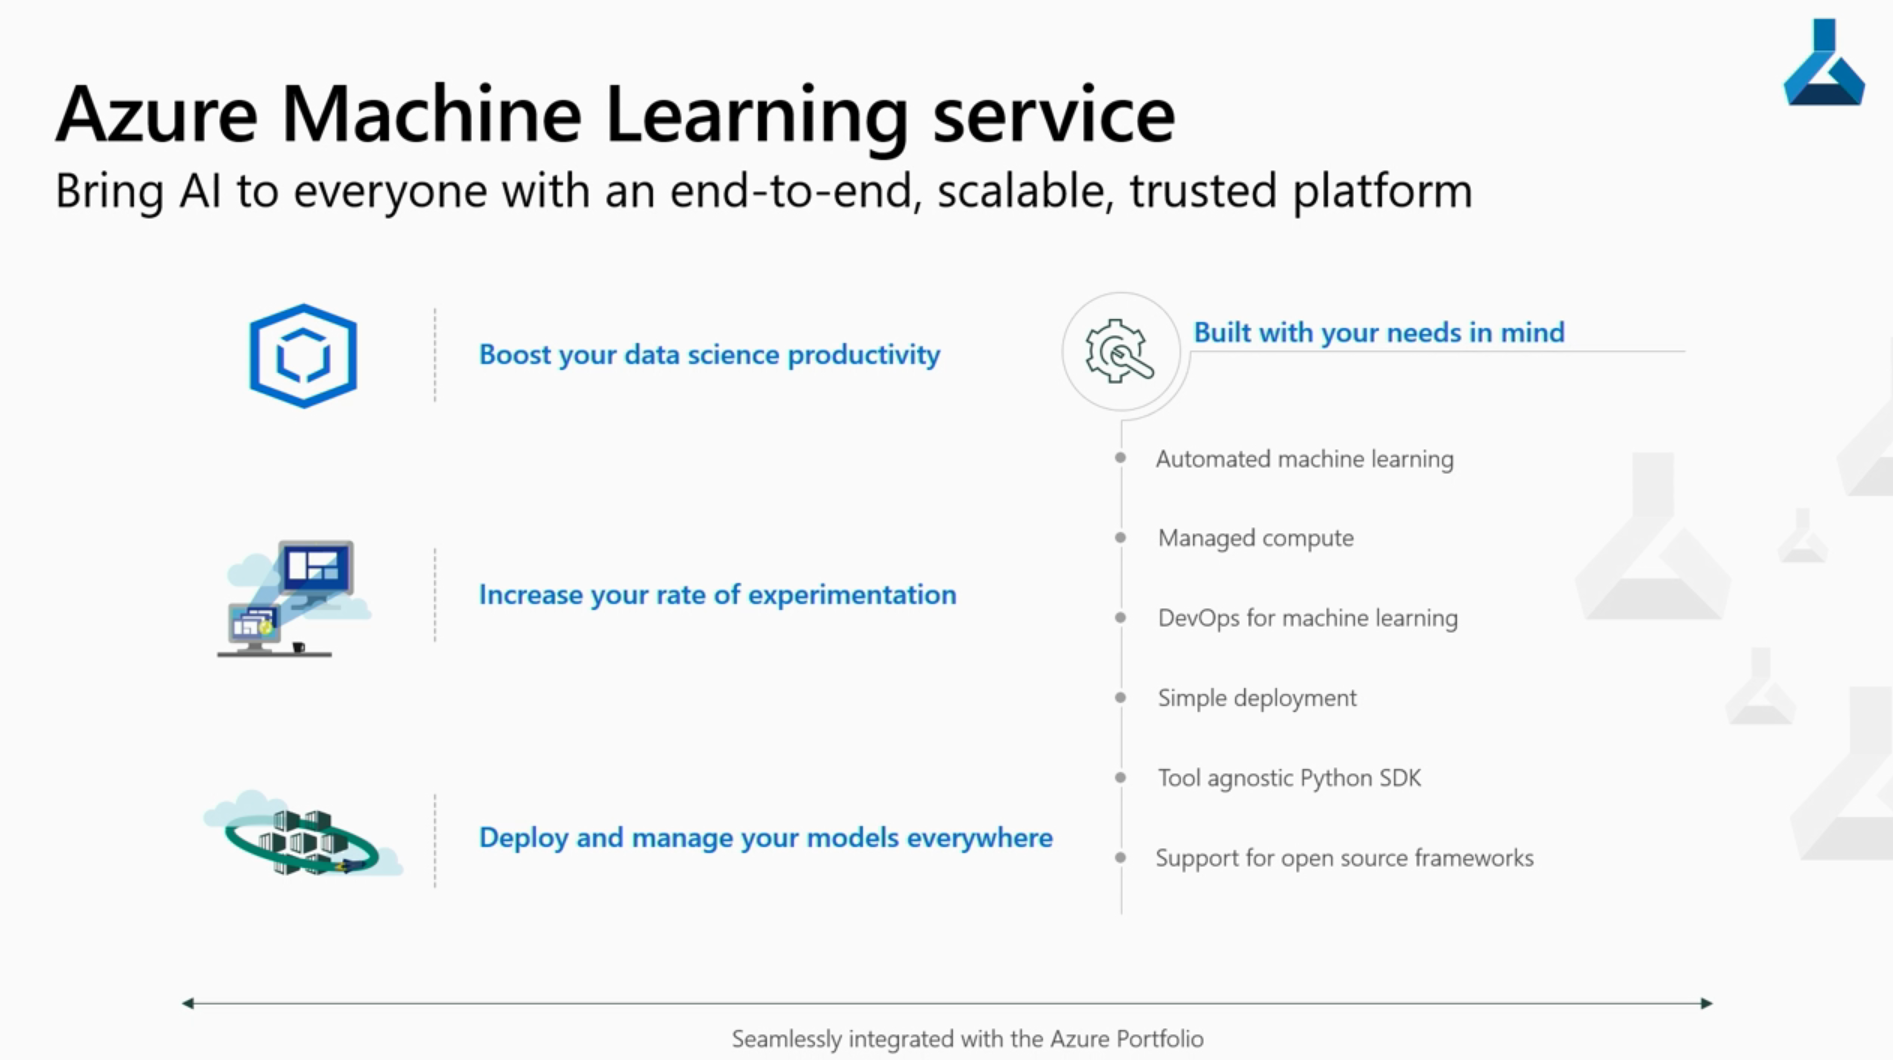 Azure Machine Learning service
Bring AI to everyone with an end-to-end, scalable, trusted platform
Boost your data science productivity
Increase your rate of experimentation
Deploy and manage your models everywhere
Built with your needs in mind
Automated machine learning
Managed compute
DevOps for machine learning
Simple deployment
Tool agnostic Python SDK
Support for open source frameworks
Seamlessly integrated with the Azure Portfolio